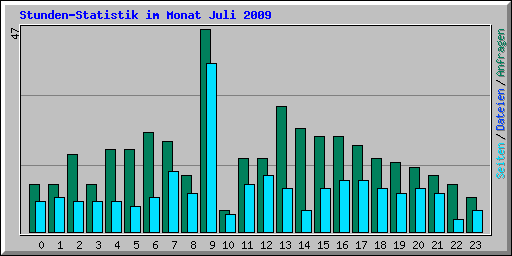 Stunden-Statistik im Monat Juli 2009
47
Seiten / Dateien / Anfragen
0 1 2 3 4 5 6 7 8 9 10 11 12 13 14 15 16 17 18 19 20 21 22 23